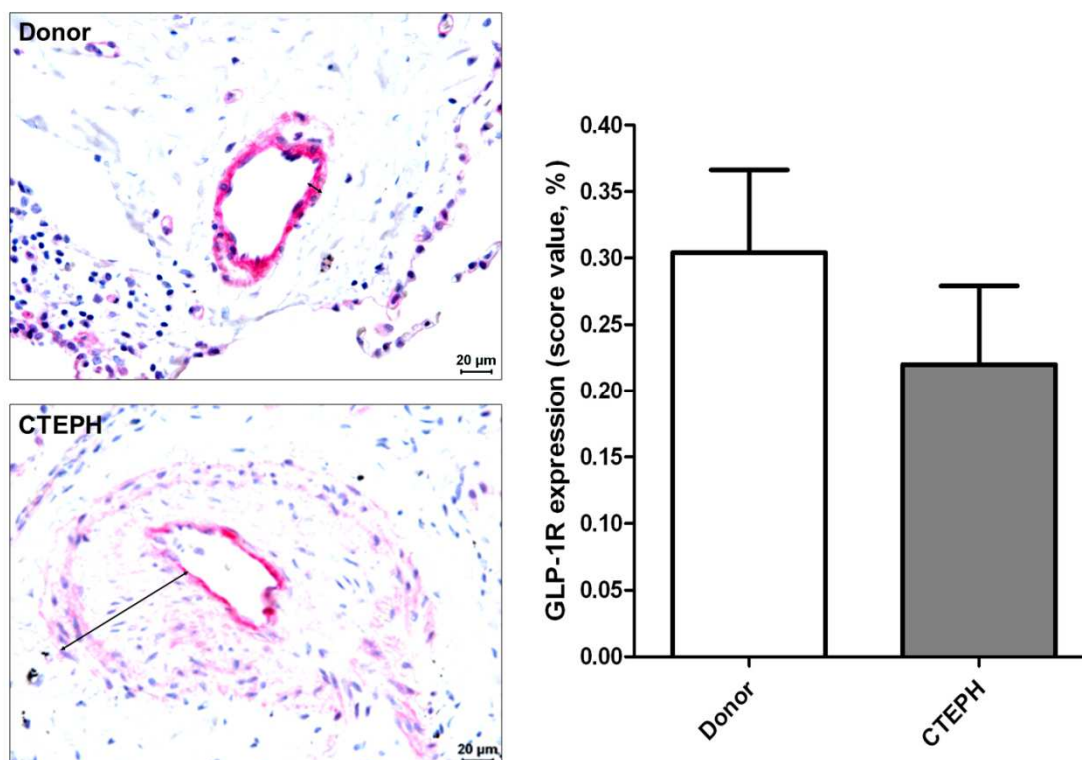 Donor
20 µm
CTEPH
20 µm
GLP-1R expression (score value, %)
0.40
0.35
0.30
0.25
0.20
0.15
0.10
0.05
0.00
Donor
CTEPH